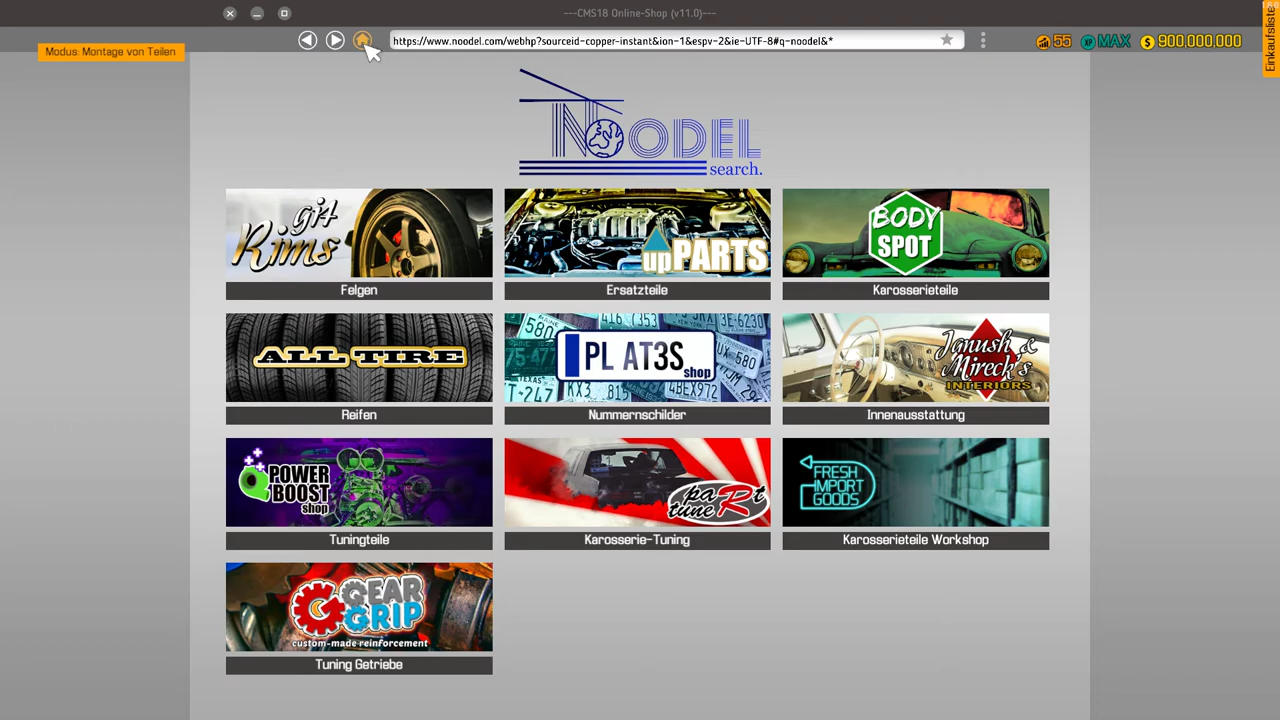 ---CMS18 Online-Shop (v11.0)---
Einkaufsliste
https://www.noodel.com/webhp?sourceid-copper-instant&ion-1&espv-2&ie-UTF-8#q-noodel&*
55
XP MAX
$ 900,000,000
Modus: Montage von Teilen
NOODEL
search.
gi4 Rims
upPARTS
BODY SPOT
Felgen
Ersatzteile
Karosserieteile
ALL TIRE
PL AT3S shop
Janush & Mireck's INTERIORS
Reifen
Nummernschilder
Innenausstattung
POWER BOOST shop
paRt tuneR
FRESH IMPORT GOODS
Tuningteile
Karosserie-Tuning
Karosserieteile Workshop
GEAR GRIP
custom-made reinforcement
Tuning Getriebe